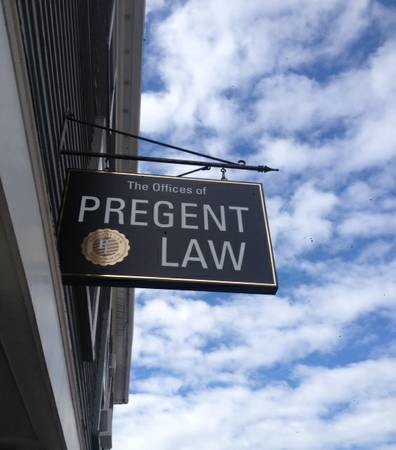 The Offices of
PREGENT
LAW